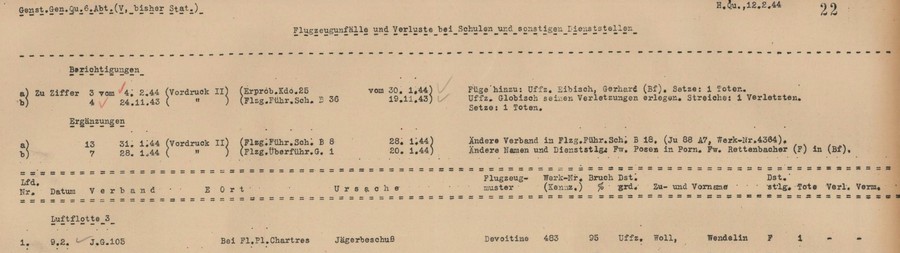 Genst.Gen.Qu.6.Abt.(V, bisher Stat.) H.Qu.,12.2.44 22
Flugzeugunfälle und Verluste bei Schulen und sonstigen Dienststellen
Berichtigungen
a) Zu Ziffer 3 vom 4. 2.44 (Vordruck II) (Erprob.Kdo.25 vom 30. 1.44) Füge hinzu: Uffz. Eibisch, Gerhard (Bf). Setze: 1 Toten.
b) 4 24.11.43 ( " ) (Flzg.Führ.Sch. B 36 19.11.43) Uffz. Globisch seinen Verletzungen erlegen. Streiche: 1 Verletzten.
Setze: 1 Toten.
Ergänzungen
a) 13 31. 1.44 (Vordruck II) (Flzg.Führ.Sch. B 8 28. 1.44) Ändere Verband in Flzg.Führ.Sch. B 18. (Ju 88 A7, Werk-Nr.4364).
b) 7 28. 1.44 ( " ) (Flzg.Überführ.G. 1 20. 1.44) Ändere Namen und Dienststlg: Fw. Posen in Porn. Fw. Rettenbacher (F) in (Bf).
Lfd. Flugzeug- Werk-Nr. Bruch Dst. Dst.
Nr. Datum Verband E Ort Ursache muster (Kennz.) % grd. Zu- und Vorname stlg. Tote Verl. Verm.
Luftflotte 3
1. 9.2. J.G.105 Bei Fl.Pl.Chartres Jägerbeschuß Devoitine 483 95 Uffz. Woll, Wendelin F 1 - -